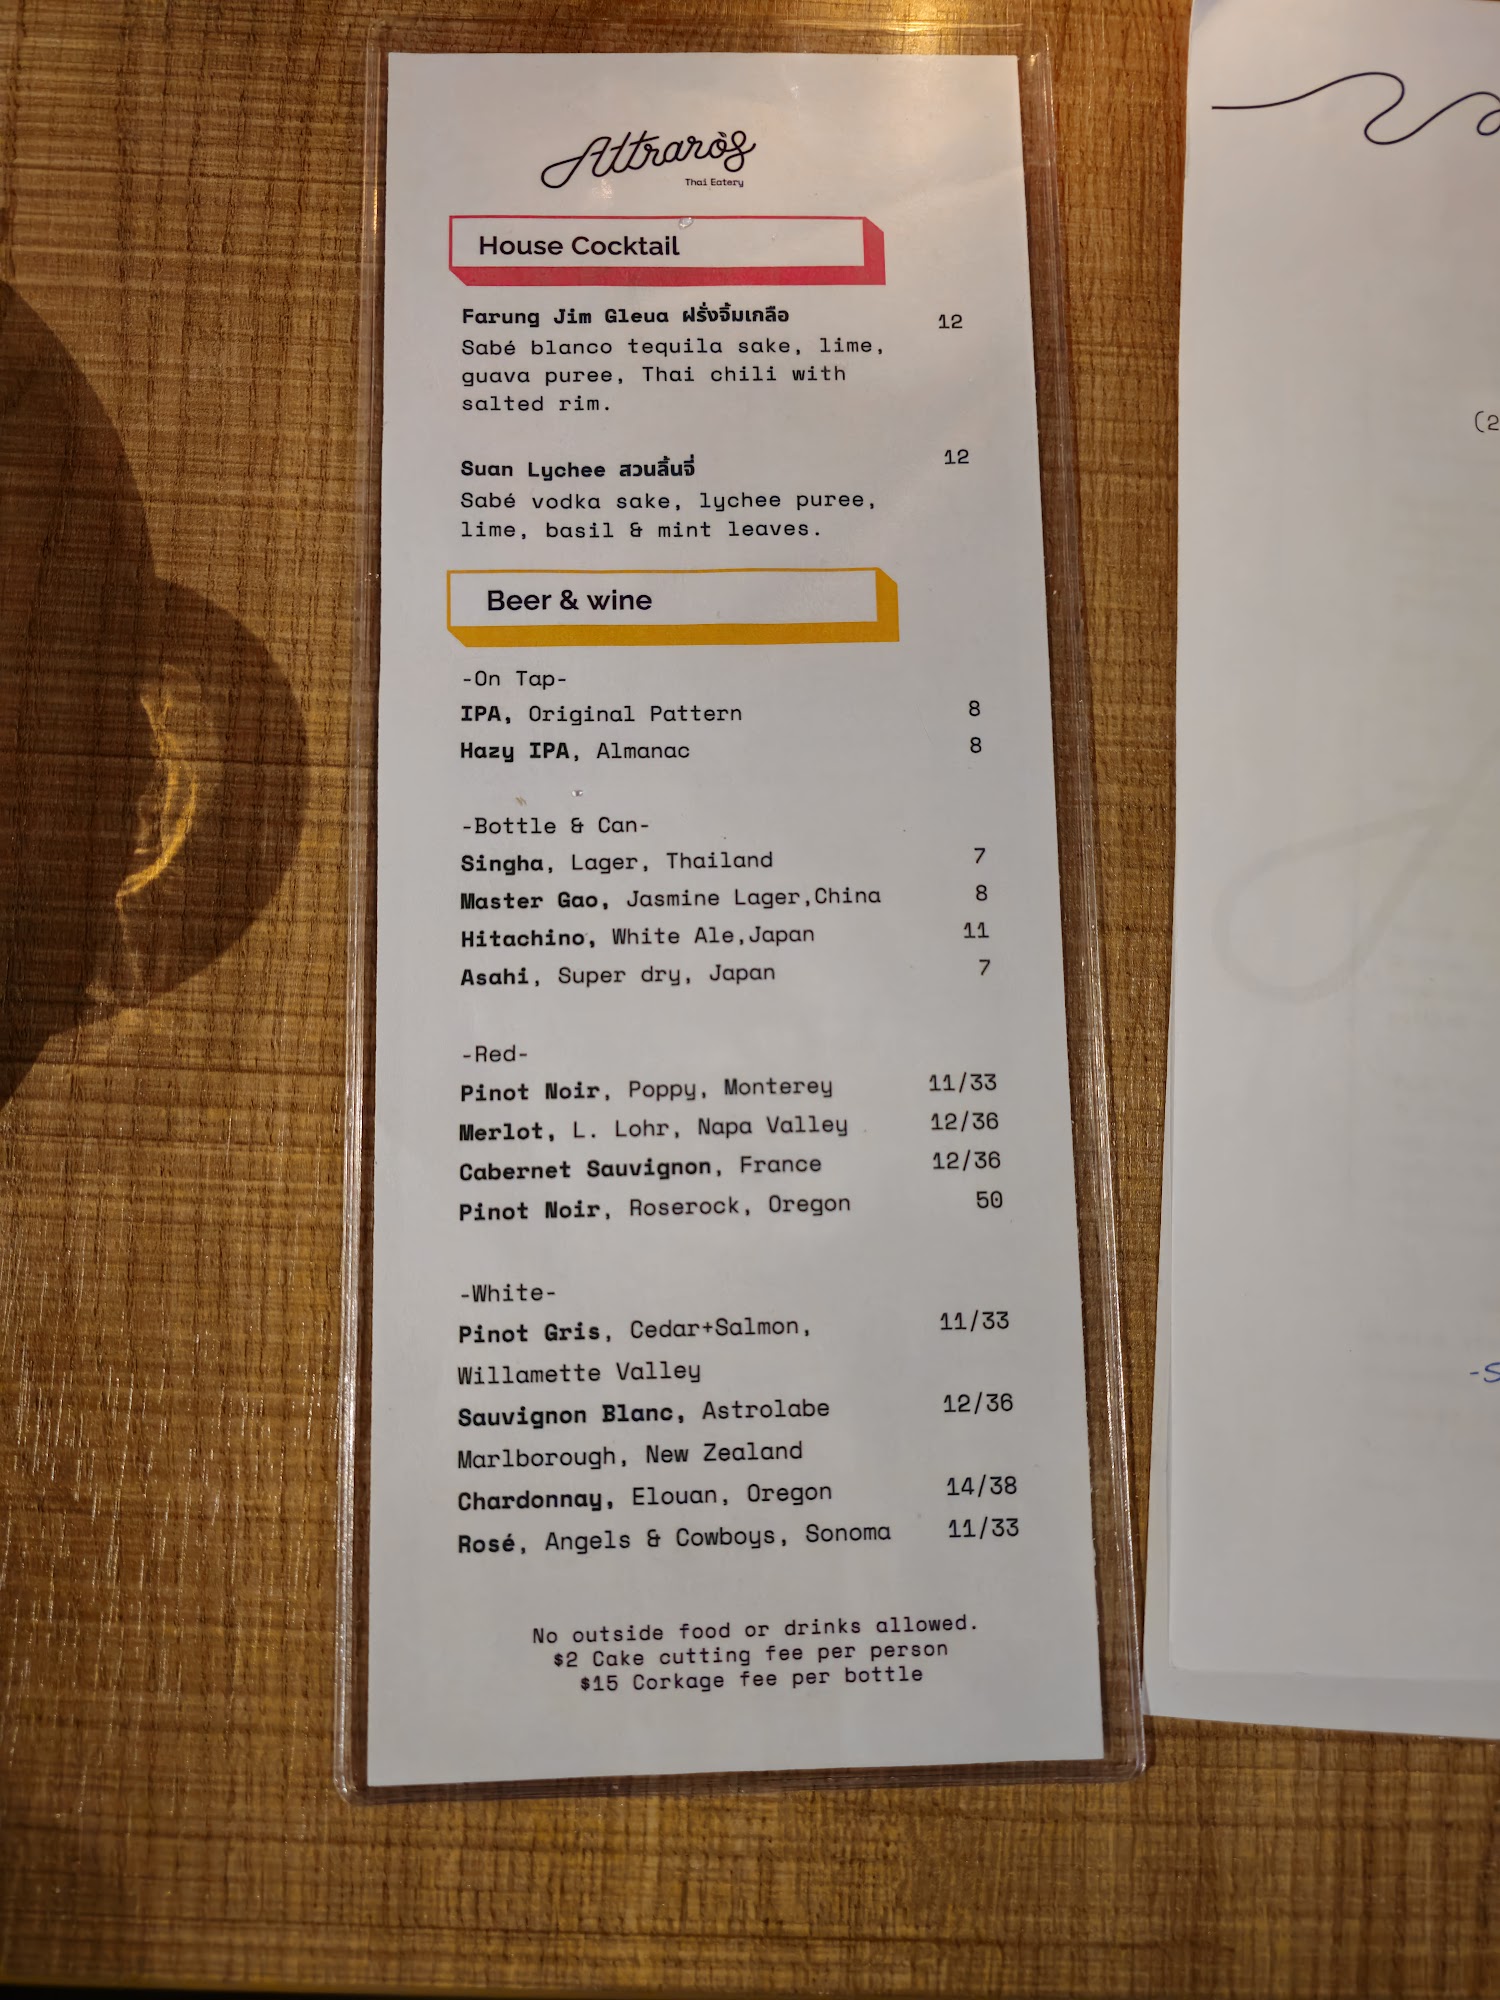 Attraròs
Thai Eatery
House Cocktail
Farung Jim Gleua ฝรั่งจิ้มเกลือ 12
Sabé blanco tequila sake, lime,
guava puree, Thai chili with
salted rim.
Suan Lychee สวนลิ้นจี่ 12
Sabé vodka sake, lychee puree,
lime, basil & mint leaves.
Beer & wine
-On Tap-
IPA, Original Pattern 8
Hazy IPA, Almanac 8
-Bottle & Can-
Singha, Lager, Thailand 7
Master Gao, Jasmine Lager,China 8
Hitachino, White Ale,Japan 11
Asahi, Super dry, Japan 7
-Red-
Pinot Noir, Poppy, Monterey 11/33
Merlot, L. Lohr, Napa Valley 12/36
Cabernet Sauvignon, France 12/36
Pinot Noir, Roserock, Oregon 50
-White-
Pinot Gris, Cedar+Salmon, 11/33
Willamette Valley
Sauvignon Blanc, Astrolabe 12/36
Marlborough, New Zealand
Chardonnay, Elouan, Oregon 14/38
Rosé, Angels & Cowboys, Sonoma 11/33
No outside food or drinks allowed.
$2 Cake cutting fee per person
$15 Corkage fee per bottle
(2
-S